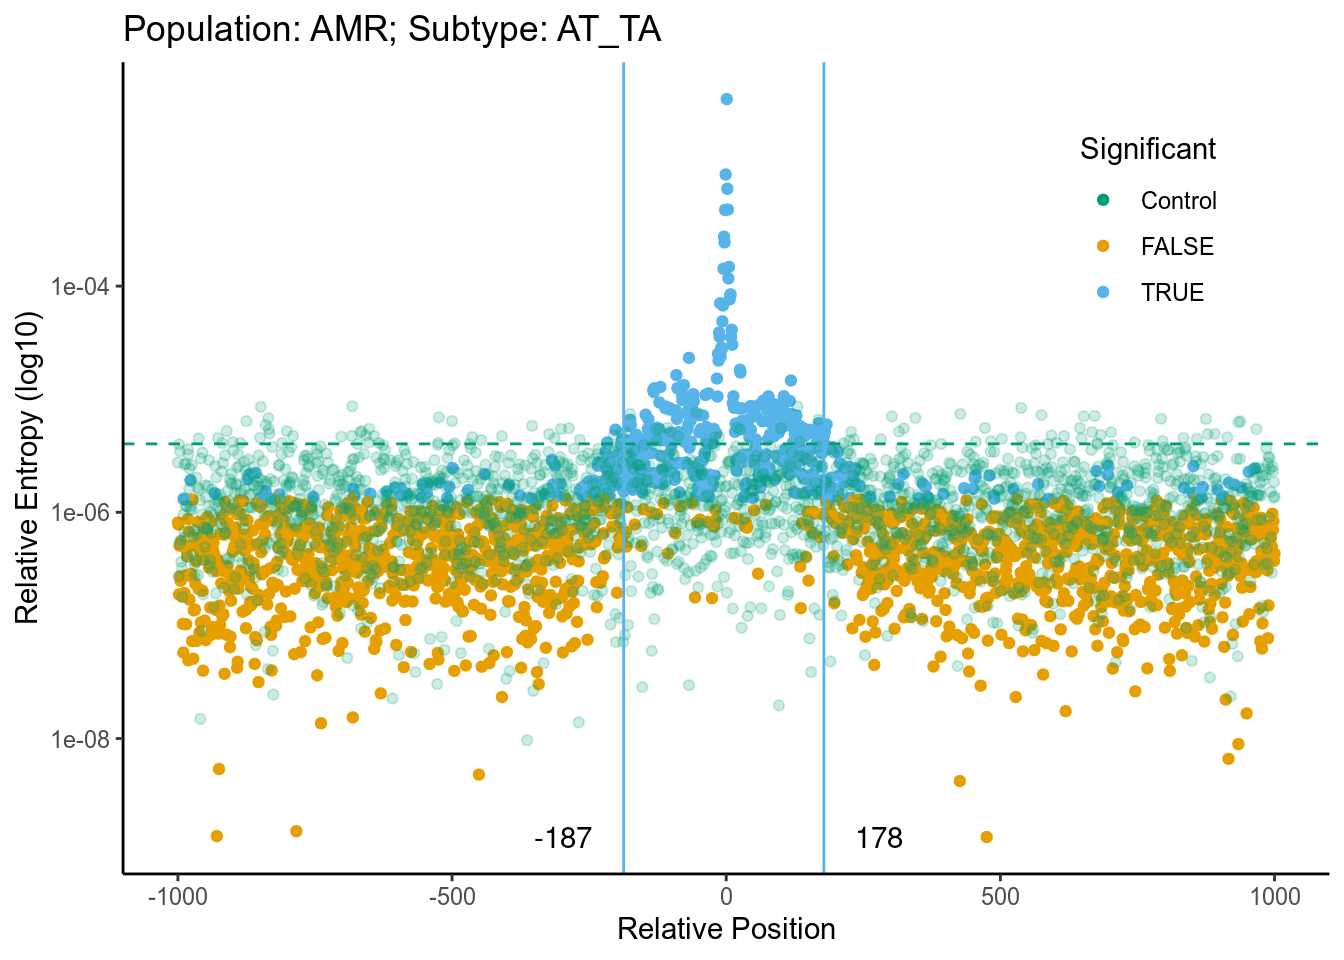 Population: AMR; Subtype: AT_TA
Relative Entropy (log10)
1e-04
1e-06
1e-08
Significant
Control
FALSE
TRUE
-187
178
-1000
-500
0
500
1000
Relative Position